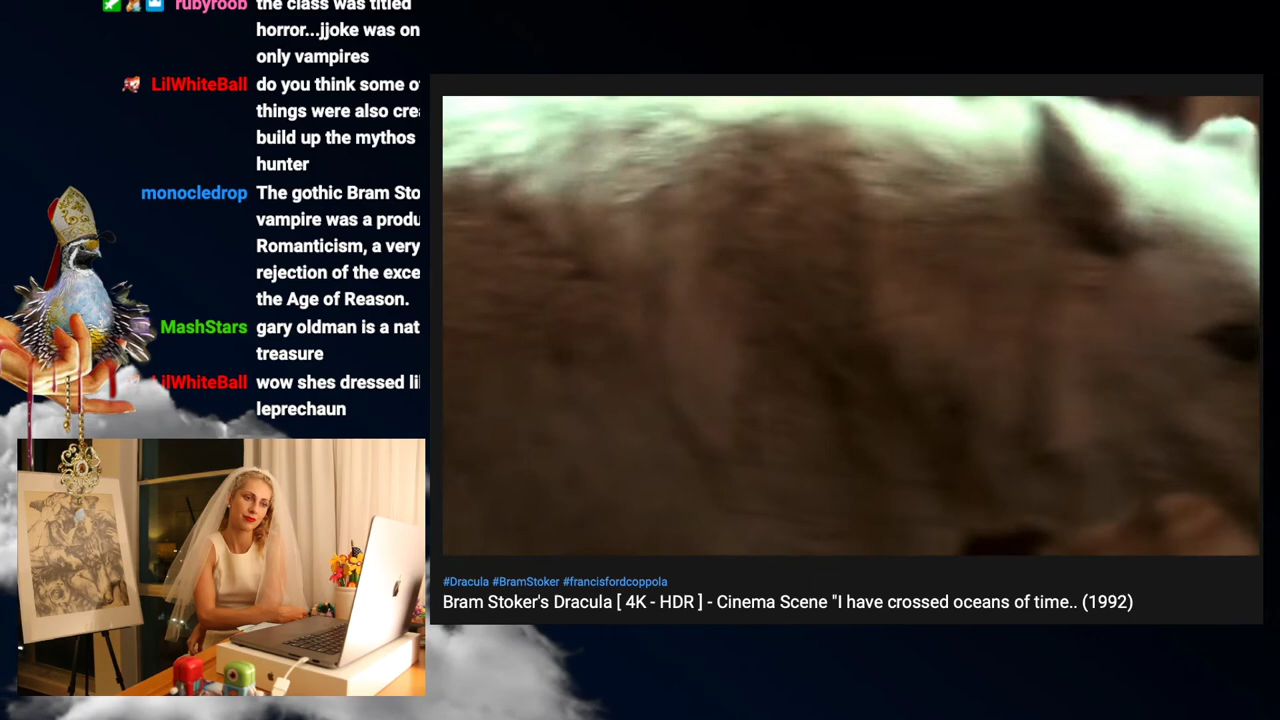 rubyroob the class was titled
horror...jjoke was on
only vampires
LilWhiteBall do you think some o
things were also cre
build up the mythos
hunter
monocledrop The gothic Bram Sto
vampire was a produ
Romanticism, a very
rejection of the exce
the Age of Reason.
MashStars gary oldman is a nat
treasure
ilWhiteBall wow shes dressed li
leprechaun
#Dracula #BramStoker #francisfordcoppola
Bram Stoker's Dracula [ 4K - HDR ] - Cinema Scene "I have crossed oceans of time.. (1992)